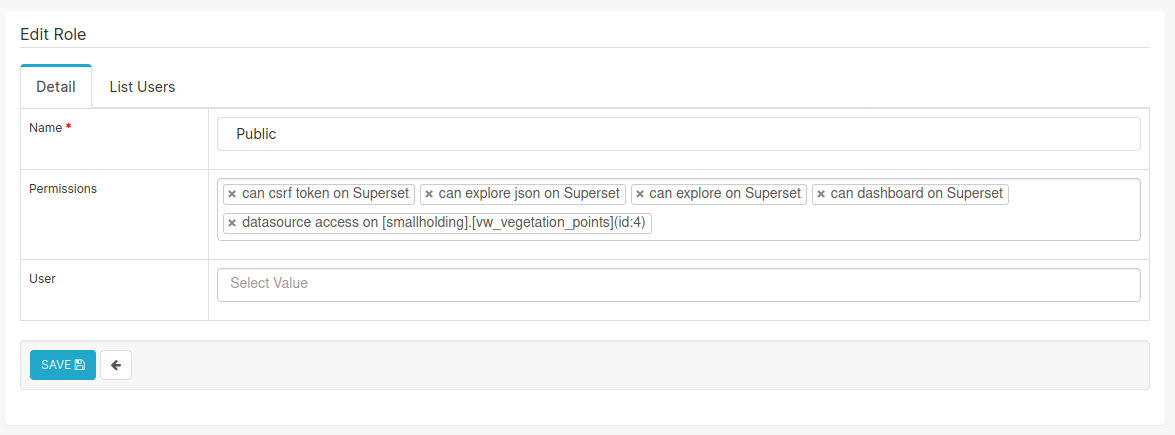 Edit Role
Detail List Users
Name *
Public
Permissions
× can csrf token on Superset × can explore json on Superset × can explore on Superset × can dashboard on Superset
× datasource access on [smallholding].[vw_vegetation_points](id:4)
User
Select Value
SAVE